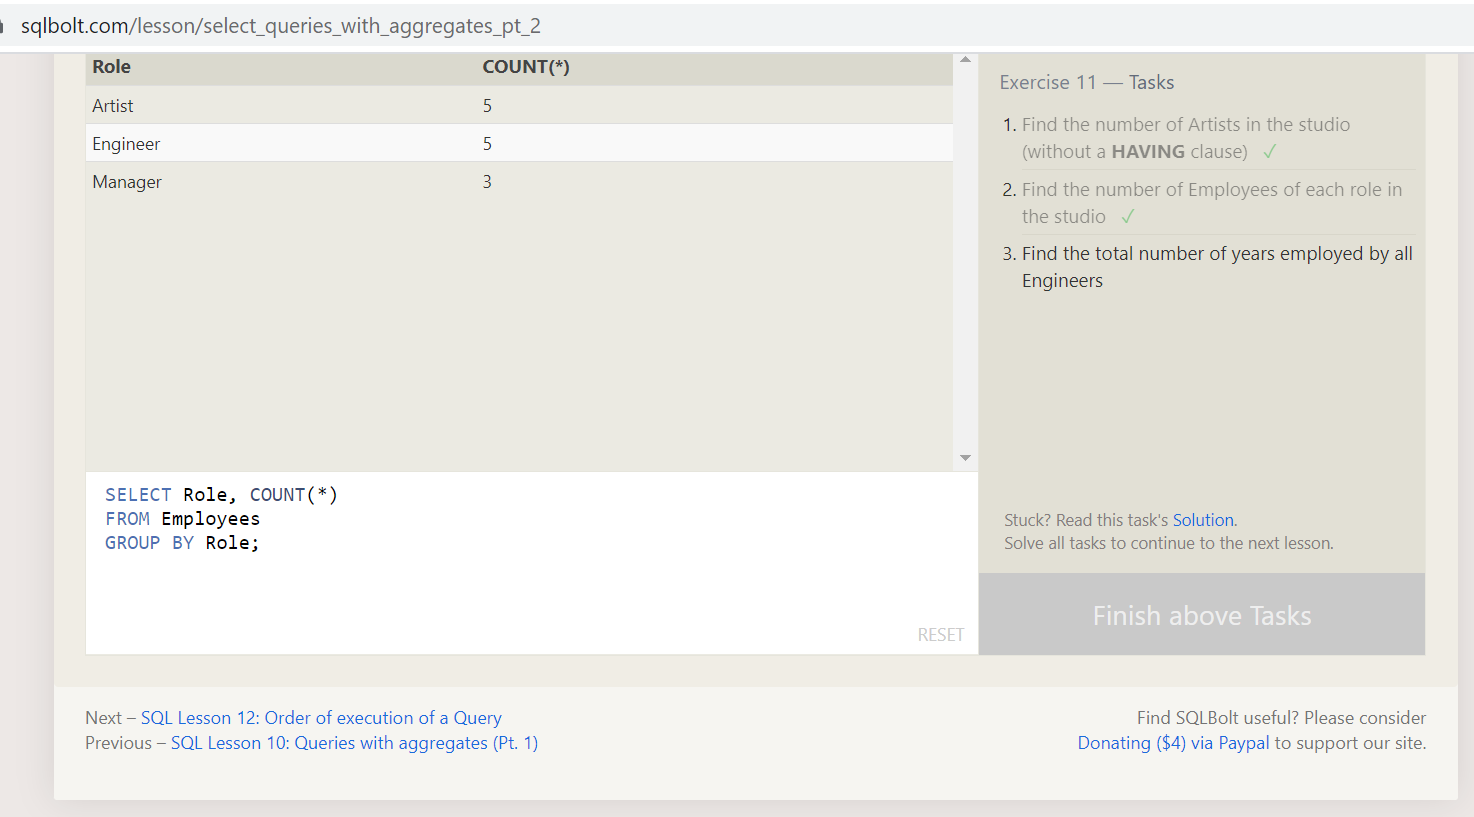 sqlbolt.com/lesson/select_queries_with_aggregates_pt_2
Role COUNT(*)
Artist 5
Engineer 5
Manager 3
SELECT Role, COUNT(*)
FROM Employees
GROUP BY Role;
RESET
Exercise 11 — Tasks
1. Find the number of Artists in the studio
(without a HAVING clause) ✓
2. Find the number of Employees of each role in
the studio ✓
3. Find the total number of years employed by all
Engineers
Stuck? Read this task's Solution.
Solve all tasks to continue to the next lesson.
Finish above Tasks
Next – SQL Lesson 12: Order of execution of a Query
Previous – SQL Lesson 10: Queries with aggregates (Pt. 1)
Find SQLBolt useful? Please consider
Donating ($4) via Paypal to support our site.